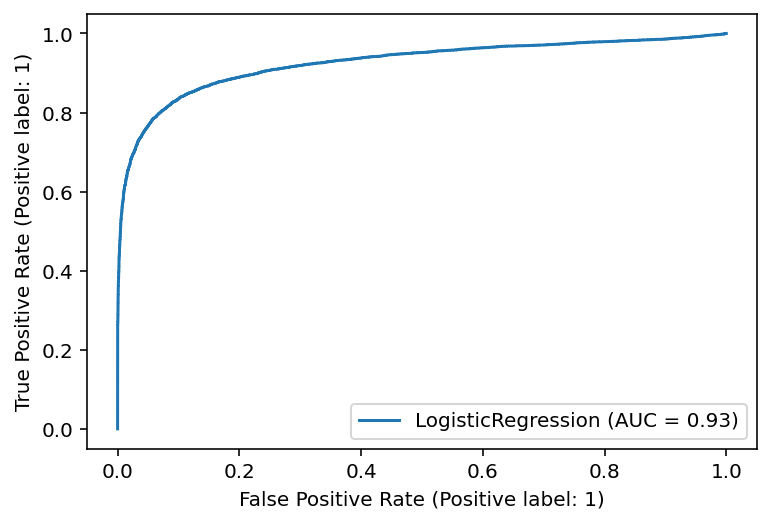 True Positive Rate (Positive label: 1)
1.0
0.8
0.6
0.4
0.2
0.0
LogisticRegression (AUC = 0.93)
0.0 0.2 0.4 0.6 0.8 1.0
False Positive Rate (Positive label: 1)